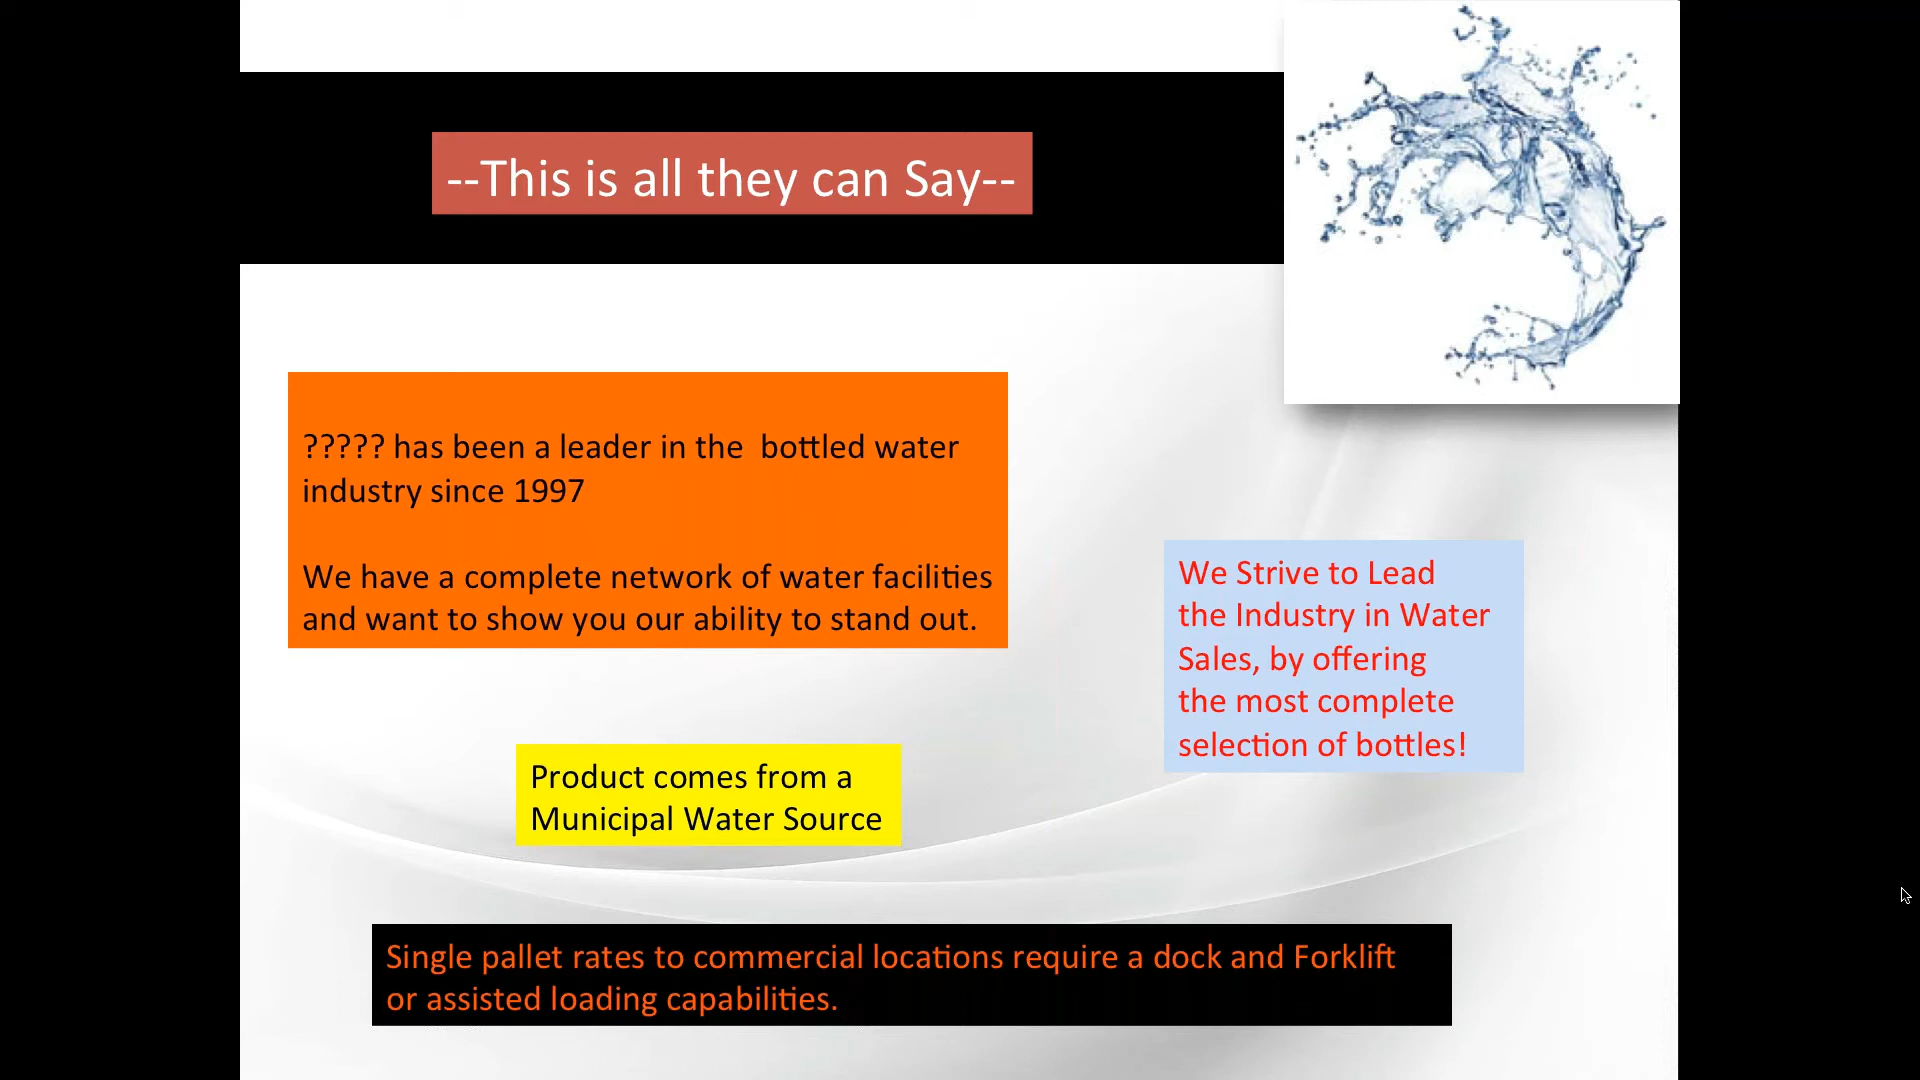 --This is all they can Say--
????? has been a leader in the  bottled water
industry since 1997
We have a complete network of water facilities
and want to show you our ability to stand out.
We Strive to Lead
the Industry in Water
Sales, by offering
the most complete
selection of bottles!
Product comes from a
Municipal Water Source
Single pallet rates to commercial locations require a dock and Forklift
or assisted loading capabilities.